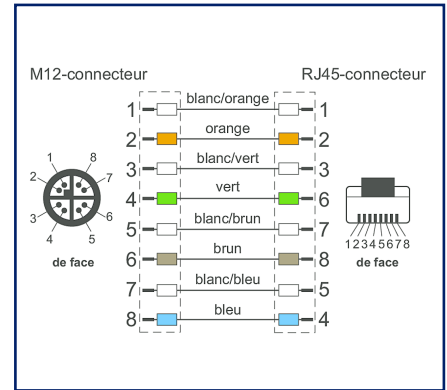 M12-connecteur RJ45-connecteur
1 blanc/orange 1
2 orange 2
3 blanc/vert 3
4 vert 6
5 blanc/brun 7
6 brun 8
7 blanc/bleu 5
8 bleu 4
1 8
2 7
3 6
4 5
de face
12345678
de face